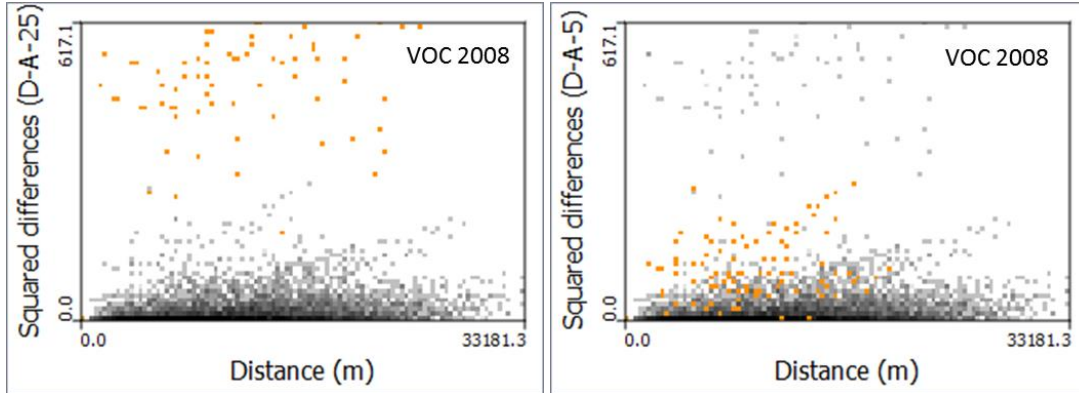 Squared differences (D-A-25)
617.1
0.0
VOC 2008
0.0
33181.3
Distance (m)
Squared differences (D-A-5)
617.1
0.0
VOC 2008
0.0
33181.3
Distance (m)